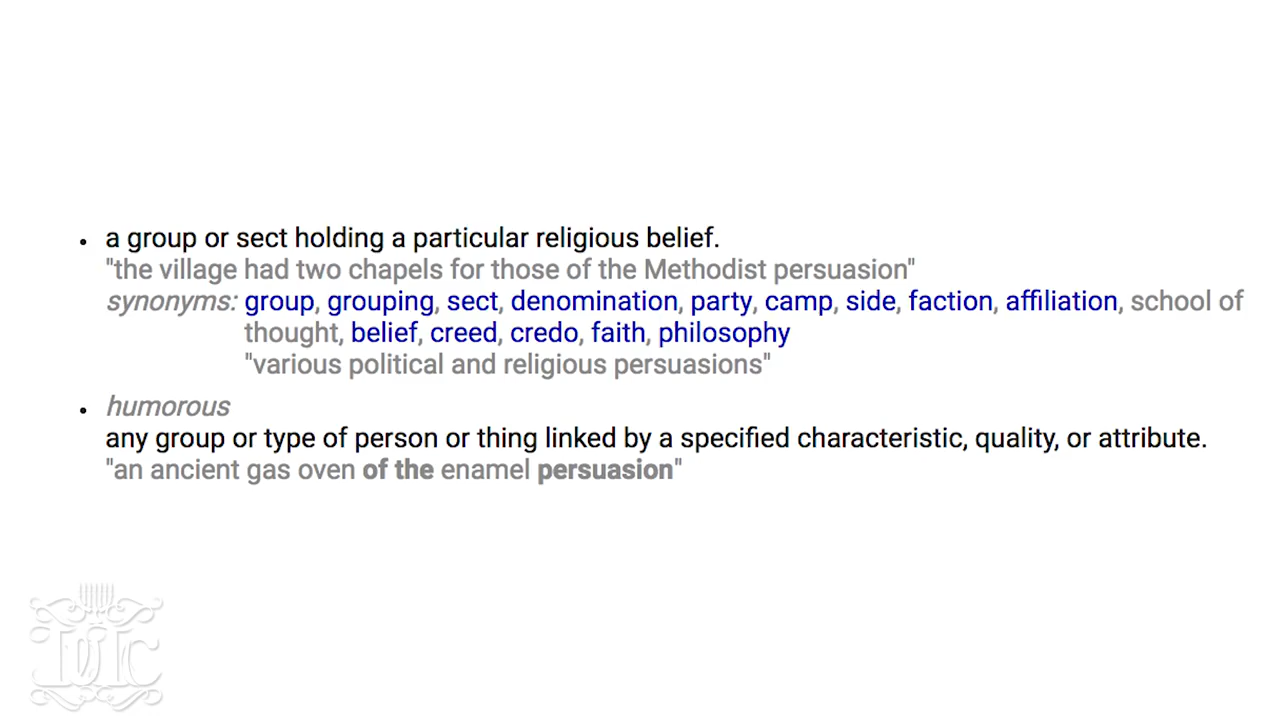 • a group or sect holding a particular religious belief.
"the village had two chapels for those of the Methodist persuasion"
synonyms: group, grouping, sect, denomination, party, camp, side, faction, affiliation, school of
thought, belief, creed, credo, faith, philosophy
"various political and religious persuasions"
• humorous
any group or type of person or thing linked by a specified characteristic, quality, or attribute.
"an ancient gas oven of the enamel persuasion"